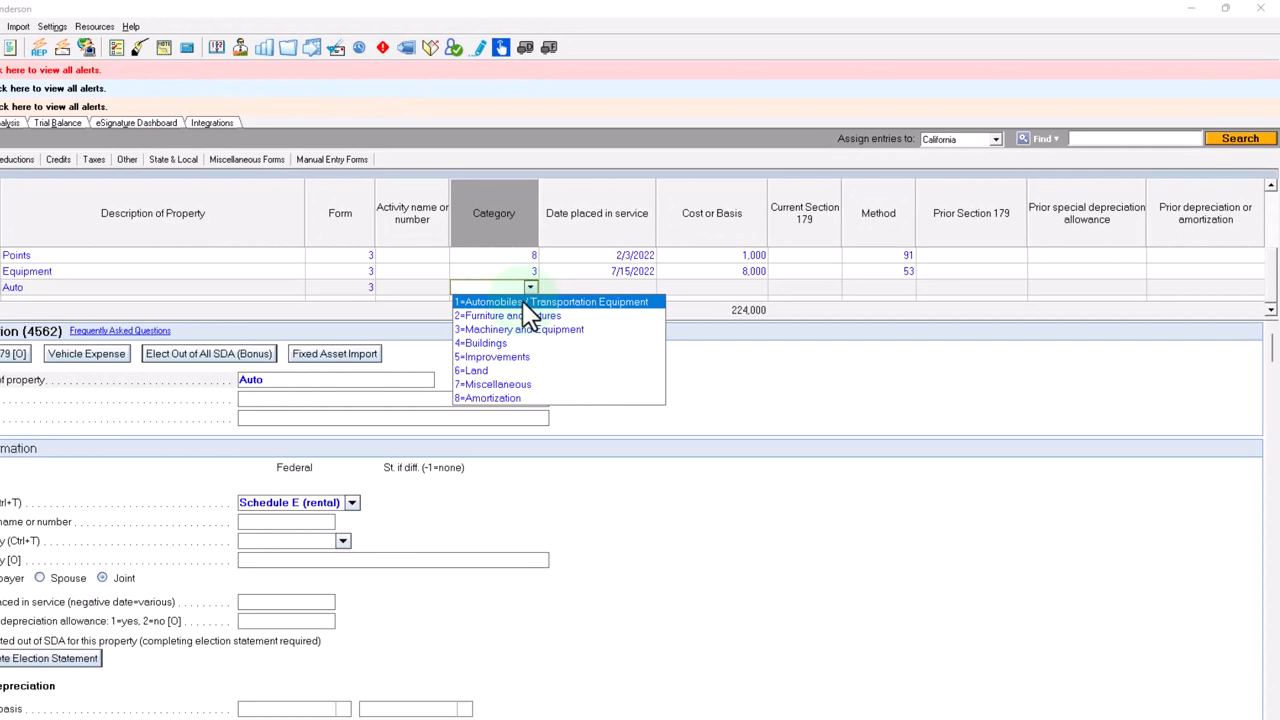 nderson
Import Settings Resources Help
REP
k here to view all alerts.
ck here to view all alerts.
ck here to view all alerts.
alysis Trial Balance eSignature Dashboard Integrations
Assign entries to: California Find Search
eductions Credits Taxes Other State & Local Miscellaneous Forms Manual Entry Forms
Description of Property Form Activity name or number Category Date placed in service Cost or Basis Current Section 179 Method Prior Section 179 Prior special depreciation allowance Prior depreciation or amortization
Points 3 8 2/3/2022 1,000 91
Equipment 3 3 7/15/2022 8,000 53
Auto 3
1=Automobiles / Transportation Equipment
224,000
2=Furniture and tures
3=Machinery and Equipment
4=Buildings
5=Improvements
6=Land
7=Miscellaneous
8=Amortization
tion (4562) Frequently Asked Questions
79 [O] Vehicle Expense Elect Out of All SDA (Bonus) Fixed Asset Import
of property Auto
rmation
Federal St. if diff. (-1=none)
trl+T) Schedule E (rental)
name or number
y (Ctrl+T)
y [O]
payer Spouse Joint
aced in service (negative date=various)
depreciation allowance: 1=yes, 2=no [O]
cted out of SDA for this property (completing election statement required)
ete Election Statement
epreciation
basis